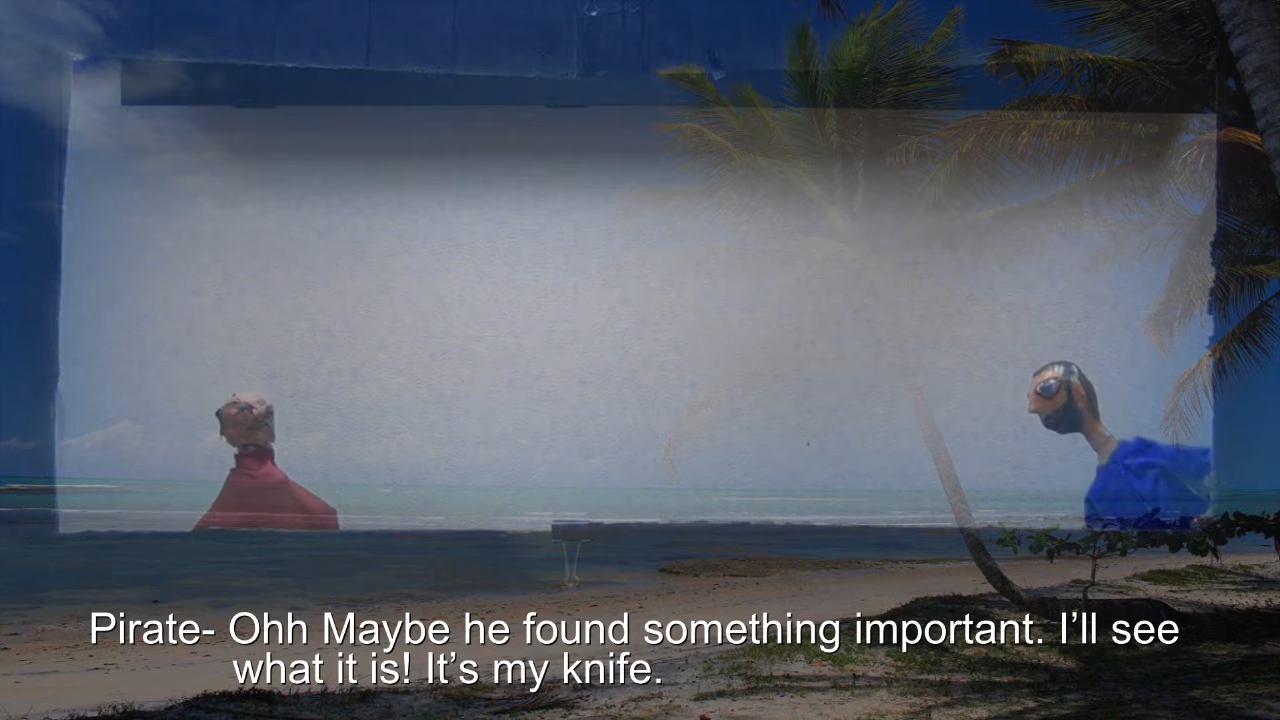 Pirate- Ohh Maybe he found something important. I’ll see
what it is! It’s my knife.